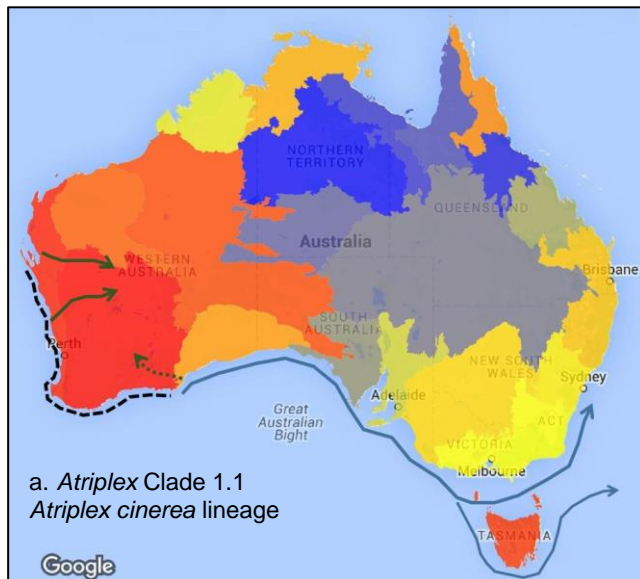 NORTHERN
TERRITORY
QUEENSLAND
Australia
WESTERN
AUSTRALIA
Brisbane
SOUTH
AUSTRALIA
Perth
NEW SOUTH
WALES
Sydney
Adelaide
Great
Australian
Bight
ACT
VICTORIA
Melbourne
a. Atriplex Clade 1.1
Atriplex cinerea lineage
TASMANIA
Google